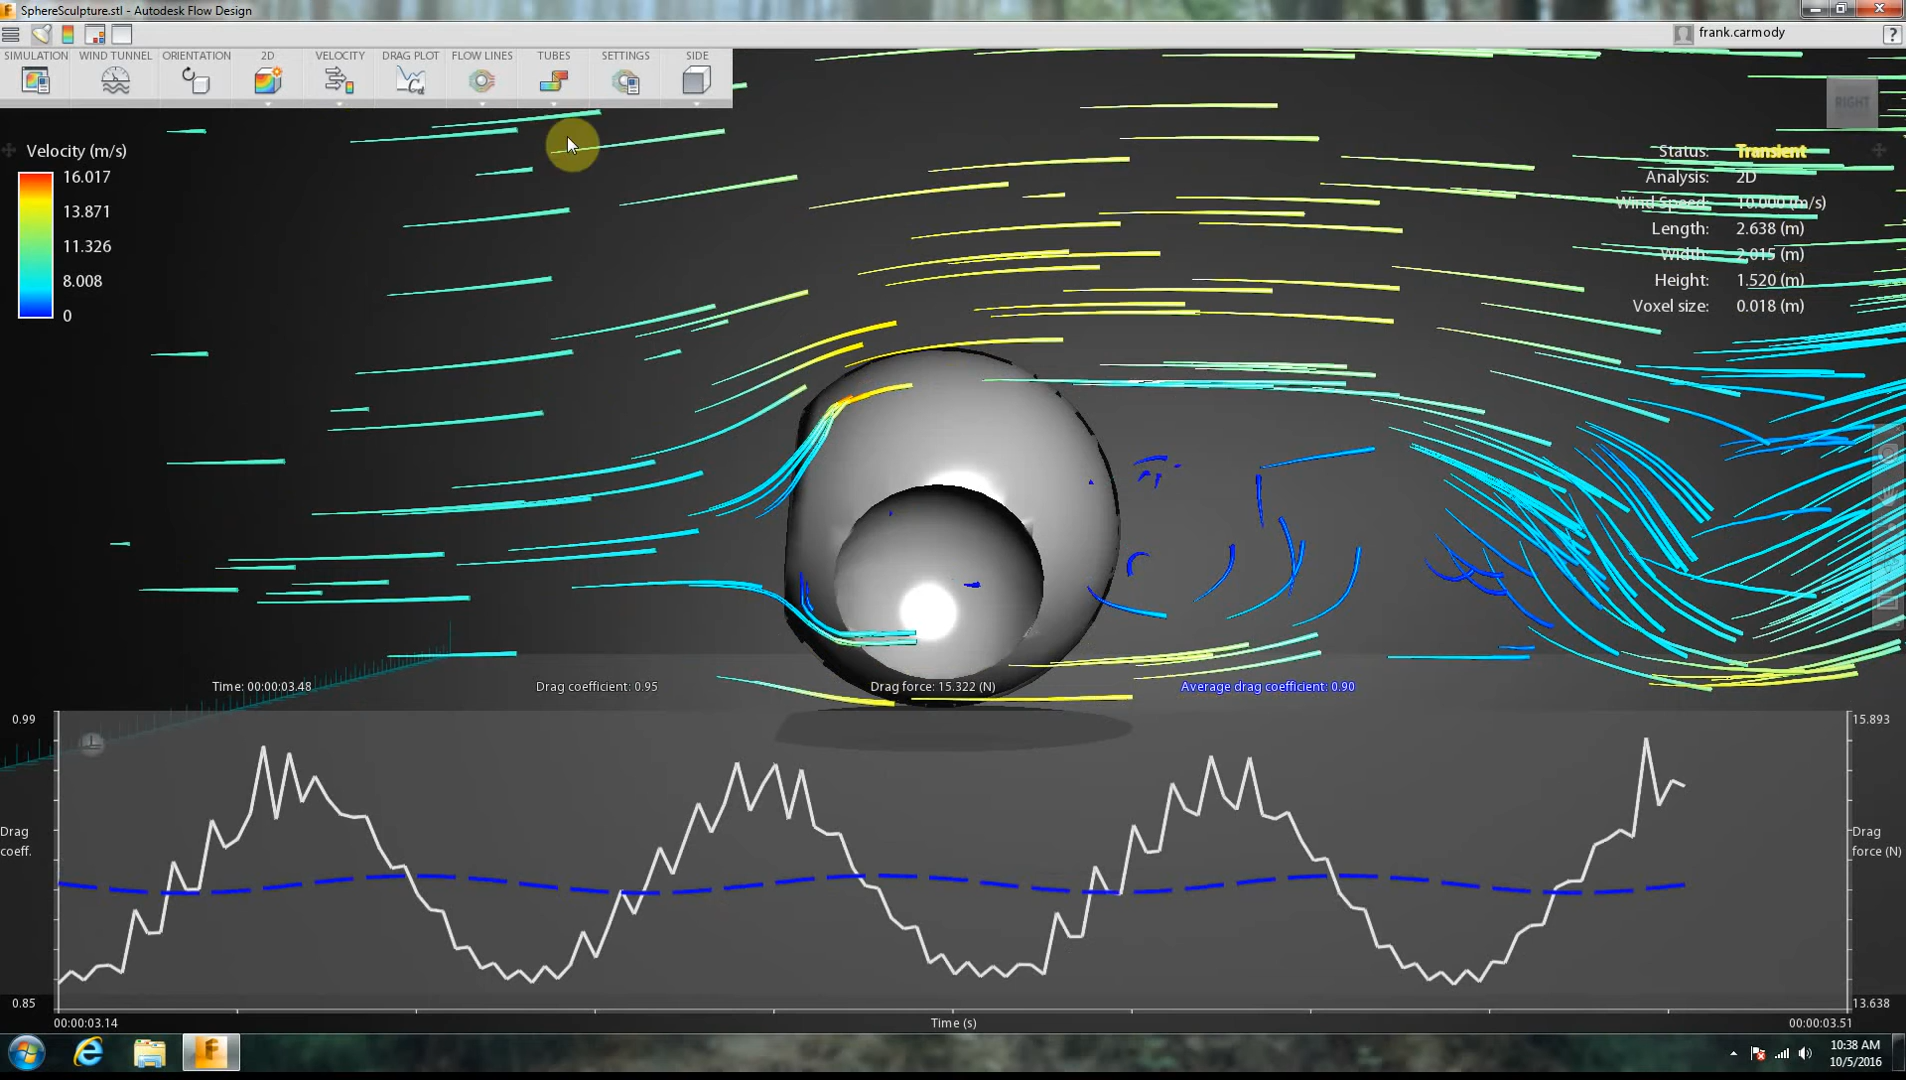 SphereSculpture.stl - Autodesk Flow Design
frank.carmody
?
SIMULATION WIND TUNNEL ORIENTATION 2D VELOCITY DRAG PLOT FLOW LINES TUBES SETTINGS SIDE
Cd
RIGHT
Velocity (m/s)
16.017
13.871
11.326
8.008
0
Status: Transient
Analysis: 2D
Wind Speed: 10.000 (m/s)
Length: 2.638 (m)
Width: 2.015 (m)
Height: 1.520 (m)
Voxel size: 0.018 (m)
Time: 00:00:03.48 Drag coefficient: 0.95 Drag force: 15.322 (N) Average drag coefficient: 0.90
0.99 15.893
Drag
coeff.
Drag
force (N)
0.85 13.638
00:00:03.14 Time (s) 00:00:03.51
10:38 AM
10/5/2016